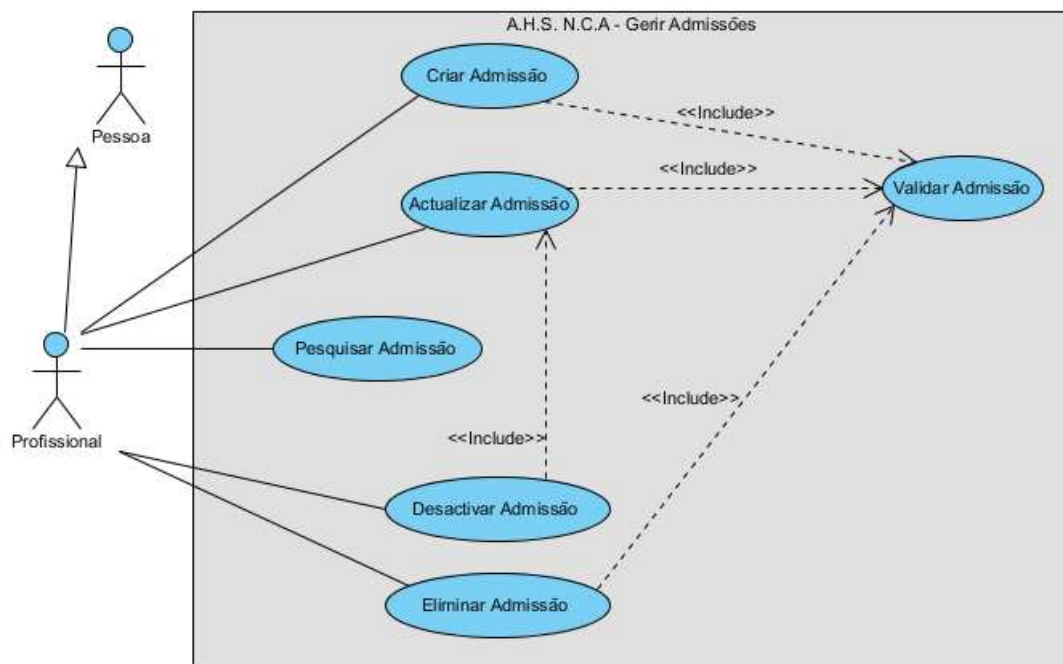 A.H.S. N.C.A - Gerir Admissões
Criar Admissão
<<Include>>
Pessoa
<<Include>>
Validar Admissão
Actualizar Admissão
Pesquisar Admissão
<<Include>>
Profissional
<<Include>>
Desactivar Admissão
Eliminar Admissão